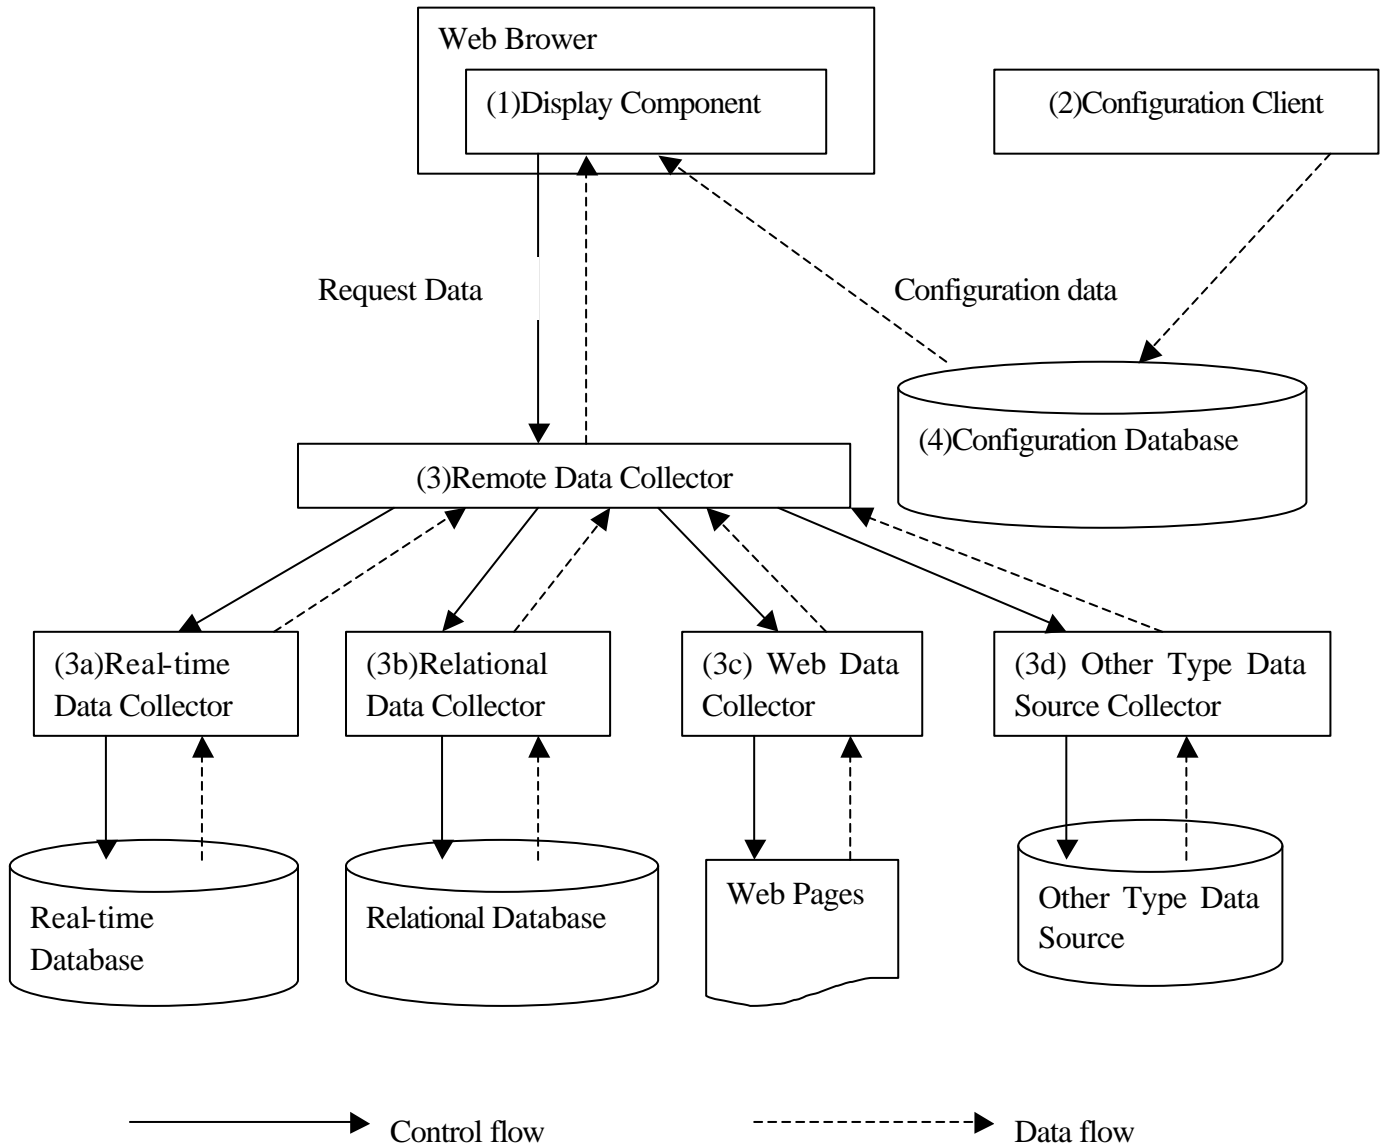 Web Brower
(1)Display Component
(2)Configuration Client
Request Data
Configuration data
(4)Configuration Database
(3)Remote Data Collector
(3a)Real-time
Data Collector
(3b)Relational
Data Collector
(3c) Web Data
Collector
(3d) Other Type Data
Source Collector
Real-time
Database
Relational Database
Web Pages
Other Type Data
Source
Control flow
Data flow